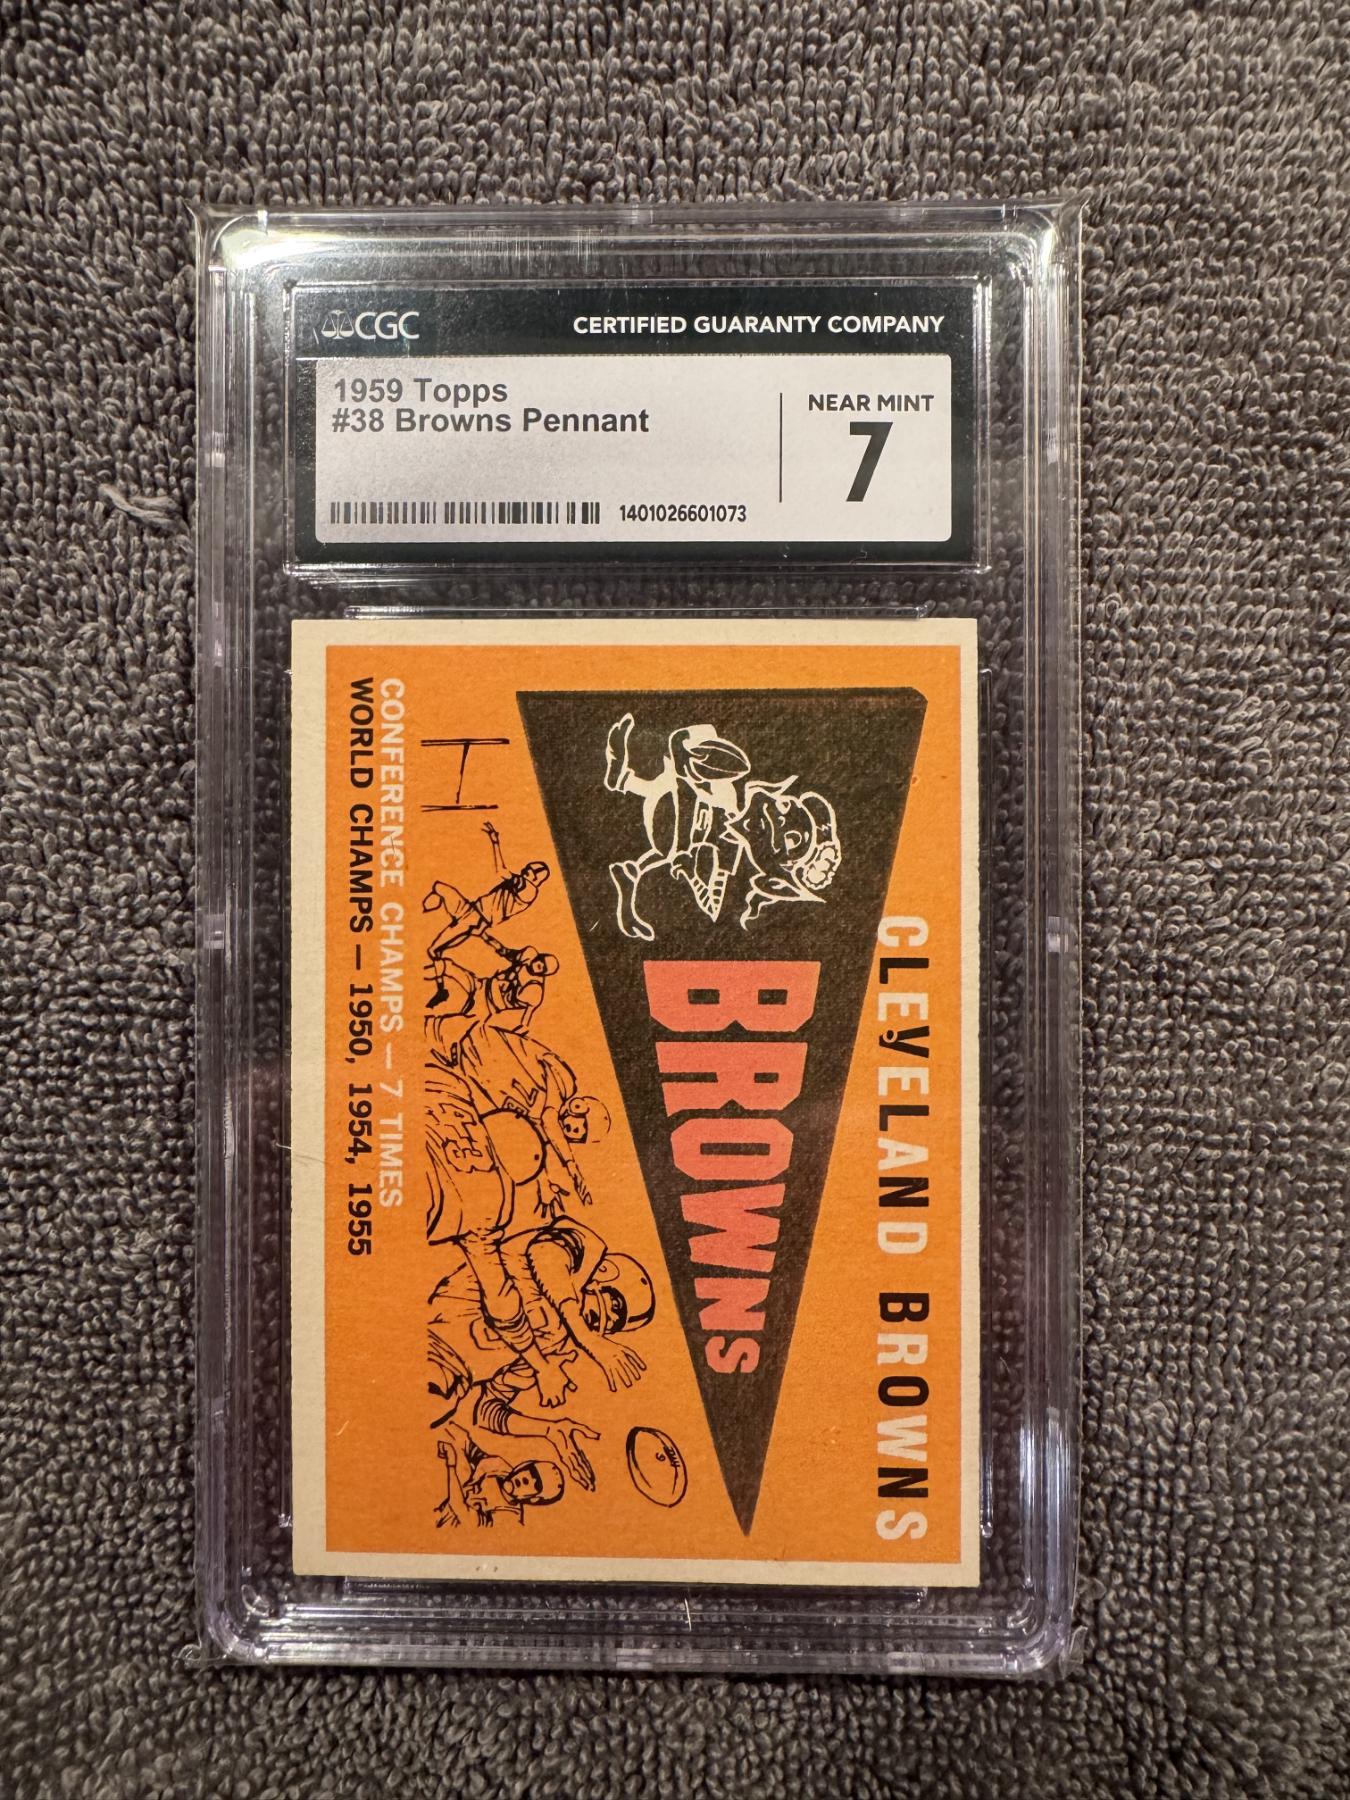 CGC CERTIFIED GUARANTY COMPANY
1959 Topps
#38 Browns Pennant
NEAR MINT
7
1401026601073
CLEVELAND BROWNS
BROWNS
CONFERENCE CHAMPS — 7 TIMES
WORLD CHAMPS — 1950, 1954, 1955